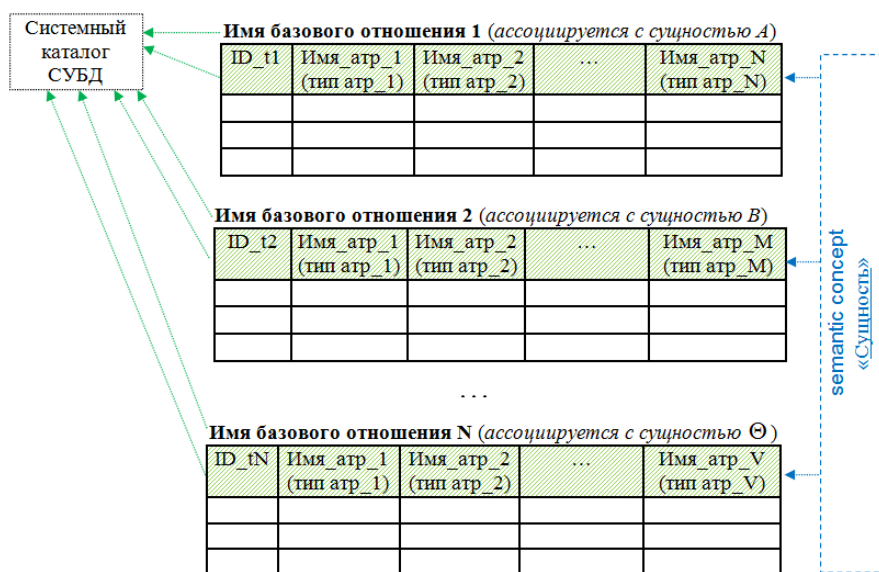 Системный
каталог
СУБД
Имя базового отношения 1 (ассоциируется с сущностью A)
ID_t1 Имя_атр_1 Имя_атр_2 ... Имя_атр_N
(тип атр_1) (тип атр_2) (тип атр_N)
Имя базового отношения 2 (ассоциируется с сущностью B)
ID_t2 Имя_атр_1 Имя_атр_2 ... Имя_атр_M
(тип атр_1) (тип атр_2) (тип атр_M)
...
Имя базового отношения N (ассоциируется с сущностью Θ)
ID_tN Имя_атр_1 Имя_атр_2 ... Имя_атр_V
(тип атр_1) (тип атр_2) (тип атр_V)
semantic concept
«Сущность»